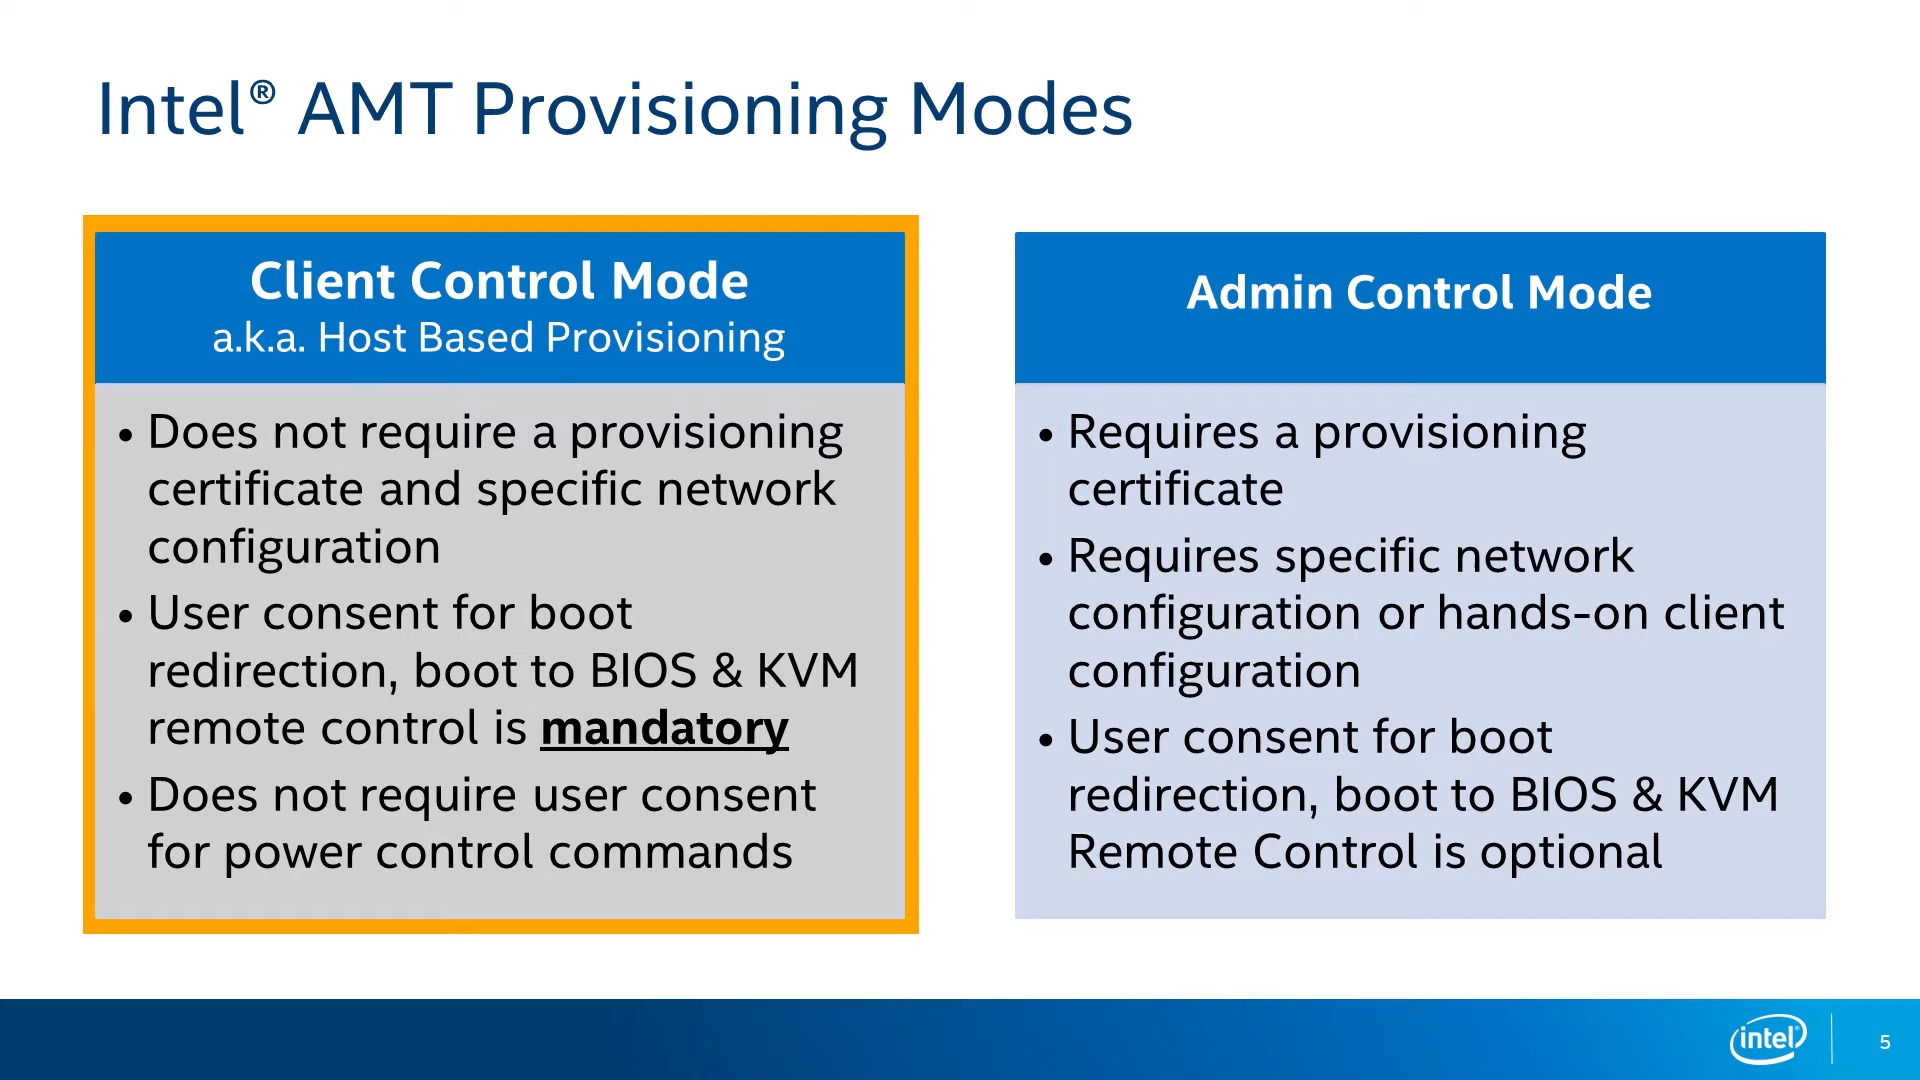 Intel® AMT Provisioning Modes
Client Control Mode
a.k.a. Host Based Provisioning
• Does not require a provisioning
certificate and specific network
configuration
• User consent for boot
redirection, boot to BIOS & KVM
remote control is mandatory
• Does not require user consent
for power control commands
Admin Control Mode
• Requires a provisioning
certificate
• Requires specific network
configuration or hands-on client
configuration
• User consent for boot
redirection, boot to BIOS & KVM
Remote Control is optional
intel®
5